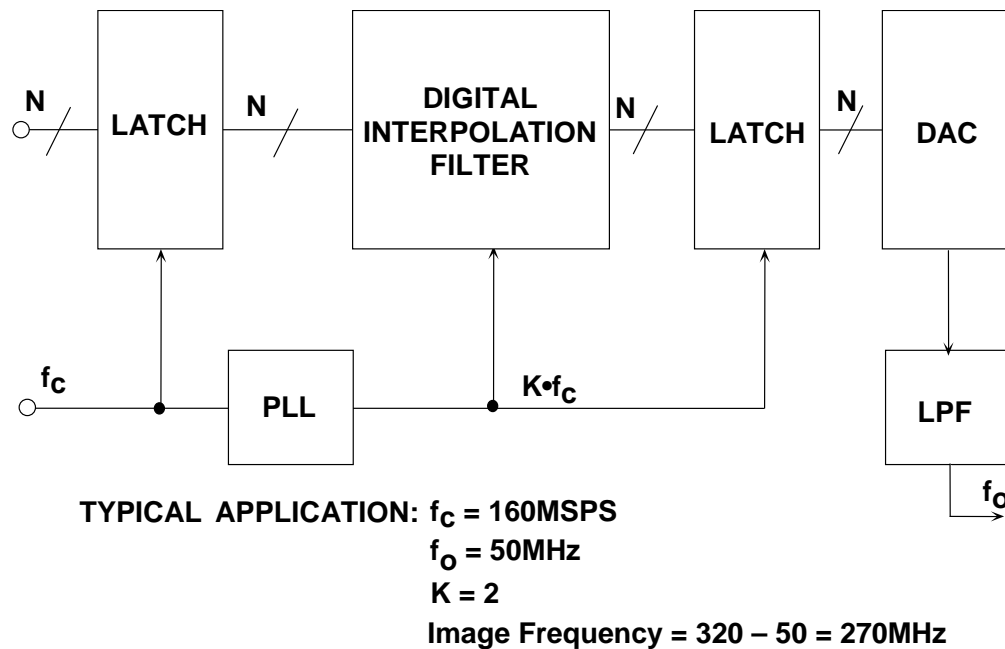 N
LATCH
N
DIGITAL
INTERPOLATION
FILTER
N
LATCH
N
DAC
fc
PLL
K•fc
LPF
fo
TYPICAL APPLICATION: fc = 160MSPS
fo = 50MHz
K = 2
Image Frequency = 320 – 50 = 270MHz